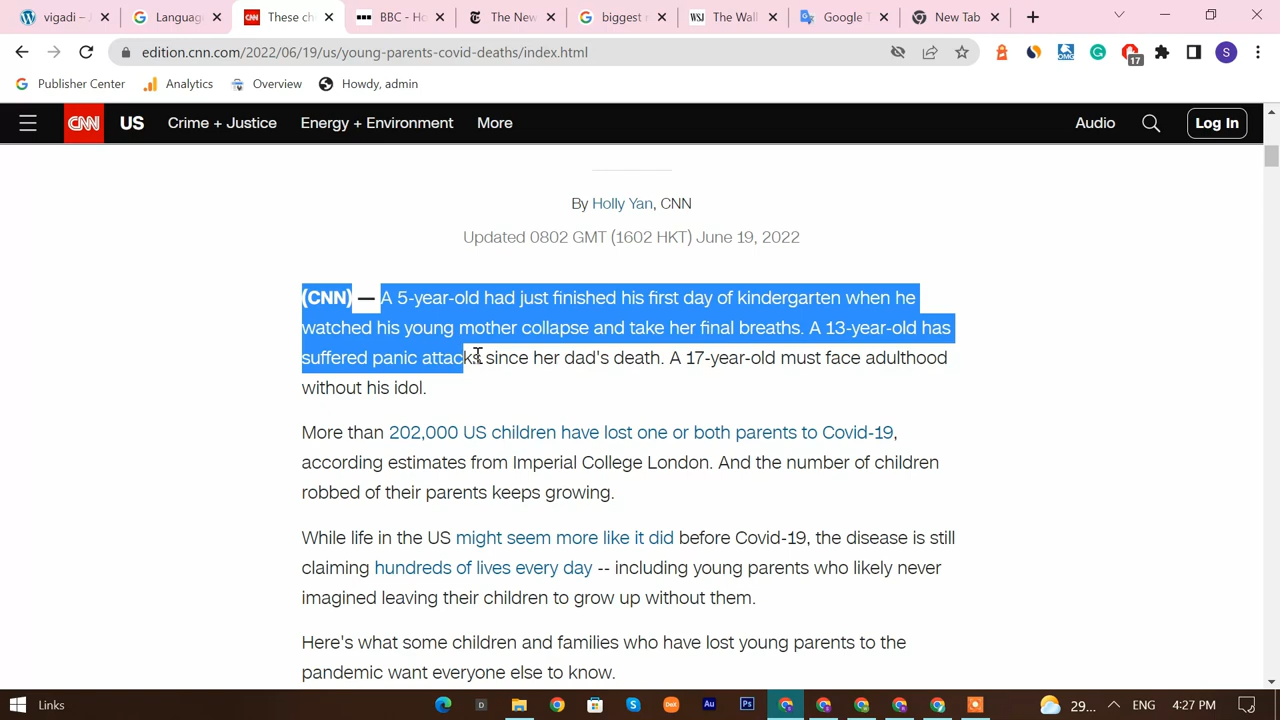 vigadi –
Language
These ch
BBC - H
The New
biggest n
The Wall
Google T
New Tab
edition.cnn.com/2022/06/19/us/young-parents-covid-deaths/index.html
17
S
Publisher Center
Analytics
Overview
Howdy, admin
CNN
US
Crime + Justice
Energy + Environment
More
Audio
Log In
By Holly Yan, CNN
Updated 0802 GMT (1602 HKT) June 19, 2022
(CNN) — A 5-year-old had just finished his first day of kindergarten when he
watched his young mother collapse and take her final breaths. A 13-year-old has
suffered panic attacks since her dad's death. A 17-year-old must face adulthood
without his idol.
More than 202,000 US children have lost one or both parents to Covid-19,
according estimates from Imperial College London. And the number of children
robbed of their parents keeps growing.
While life in the US might seem more like it did before Covid-19, the disease is still
claiming hundreds of lives every day -- including young parents who likely never
imagined leaving their children to grow up without them.
Here's what some children and families who have lost young parents to the
pandemic want everyone else to know.
Links
29...
ENG
4:27 PM